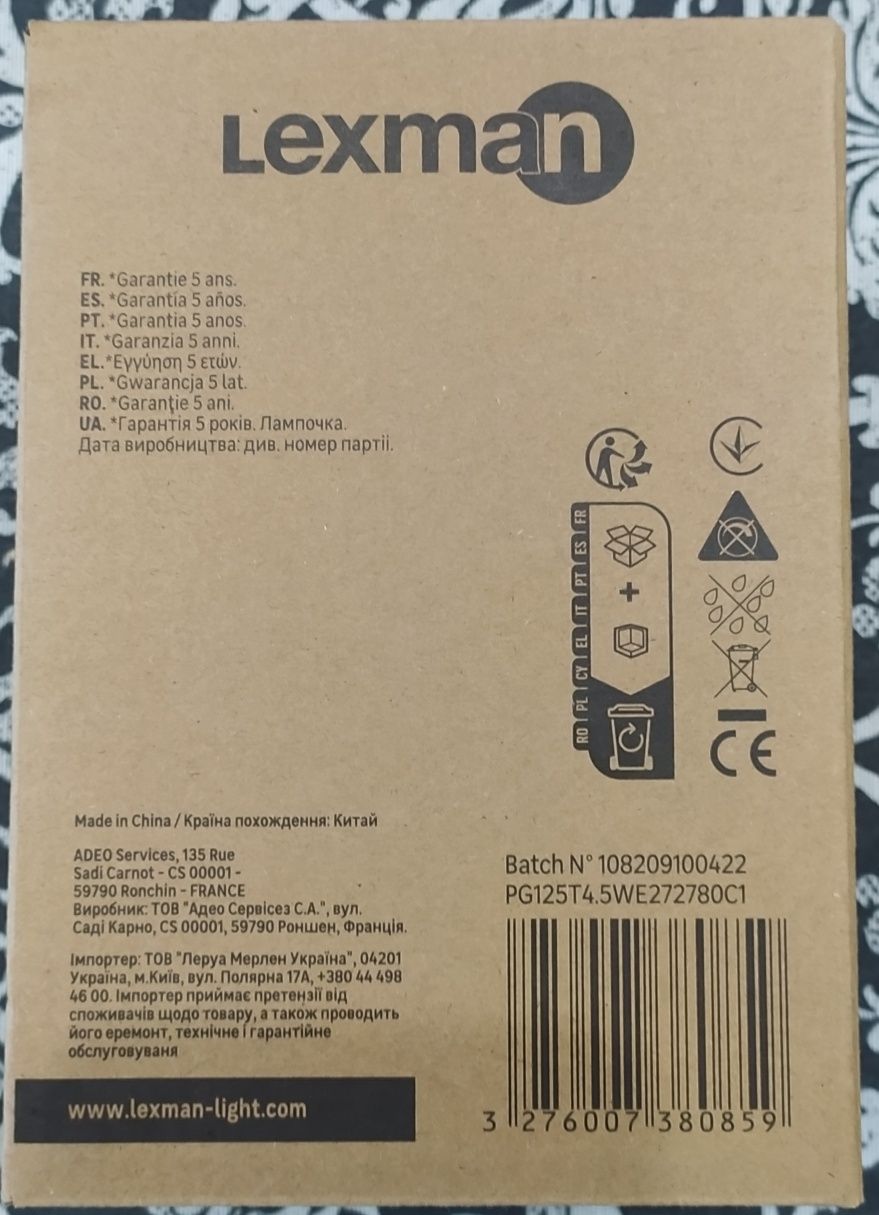 Lexman
FR. *Garantie 5 ans.
ES. *Garantía 5 años.
PT. *Garantia 5 anos.
IT. *Garanzia 5 anni.
EL.*Εγγύηση 5 ετών.
PL. *Gwarancja 5 lat.
RO. *Garanţie 5 ani.
UA. *Гарантія 5 років. Лампочка.
Дата виробництва: див. номер партії.
RO PL CY EL IT PT ES FR
CE
Made in China / Країна похождення: Китай
ADEO Services, 135 Rue
Sadi Carnot - CS 00001 -
59790 Ronchin - FRANCE
Виробник: ТОВ "Адео Сервісез С.А.", вул.
Саді Карно, CS 00001, 59790 Роншен, Франція.
Імпортер: ТОВ "Леруа Мерлен Україна", 04201
Україна, м.Київ, вул. Полярна 17А, +380 44 498
46 00. Імпортер приймає претензії від
споживачів щодо товару, а також проводить
його еремонт, технічне і гарантійне
обслуговуваня
www.lexman-light.com
Batch N° 108209100422
PG125T4.5WE272780C1
3 276007 380859